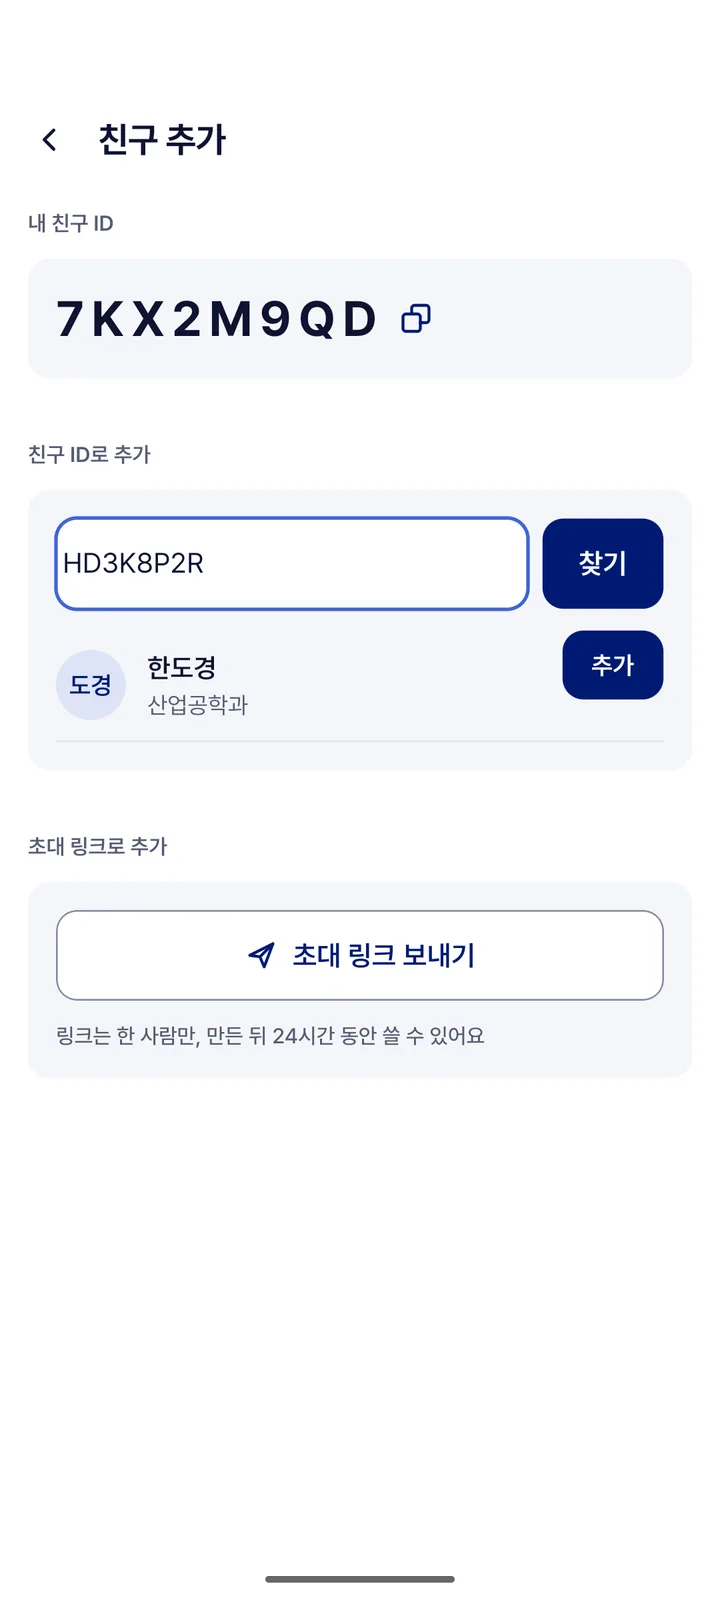 친구 추가
내 친구 ID
7KX2M9QD
친구 ID로 추가
HD3K8P2R
찾기
도경
한도경
산업공학과
추가
초대 링크로 추가
초대 링크 보내기
링크는 한 사람만, 만든 뒤 24시간 동안 쓸 수 있어요